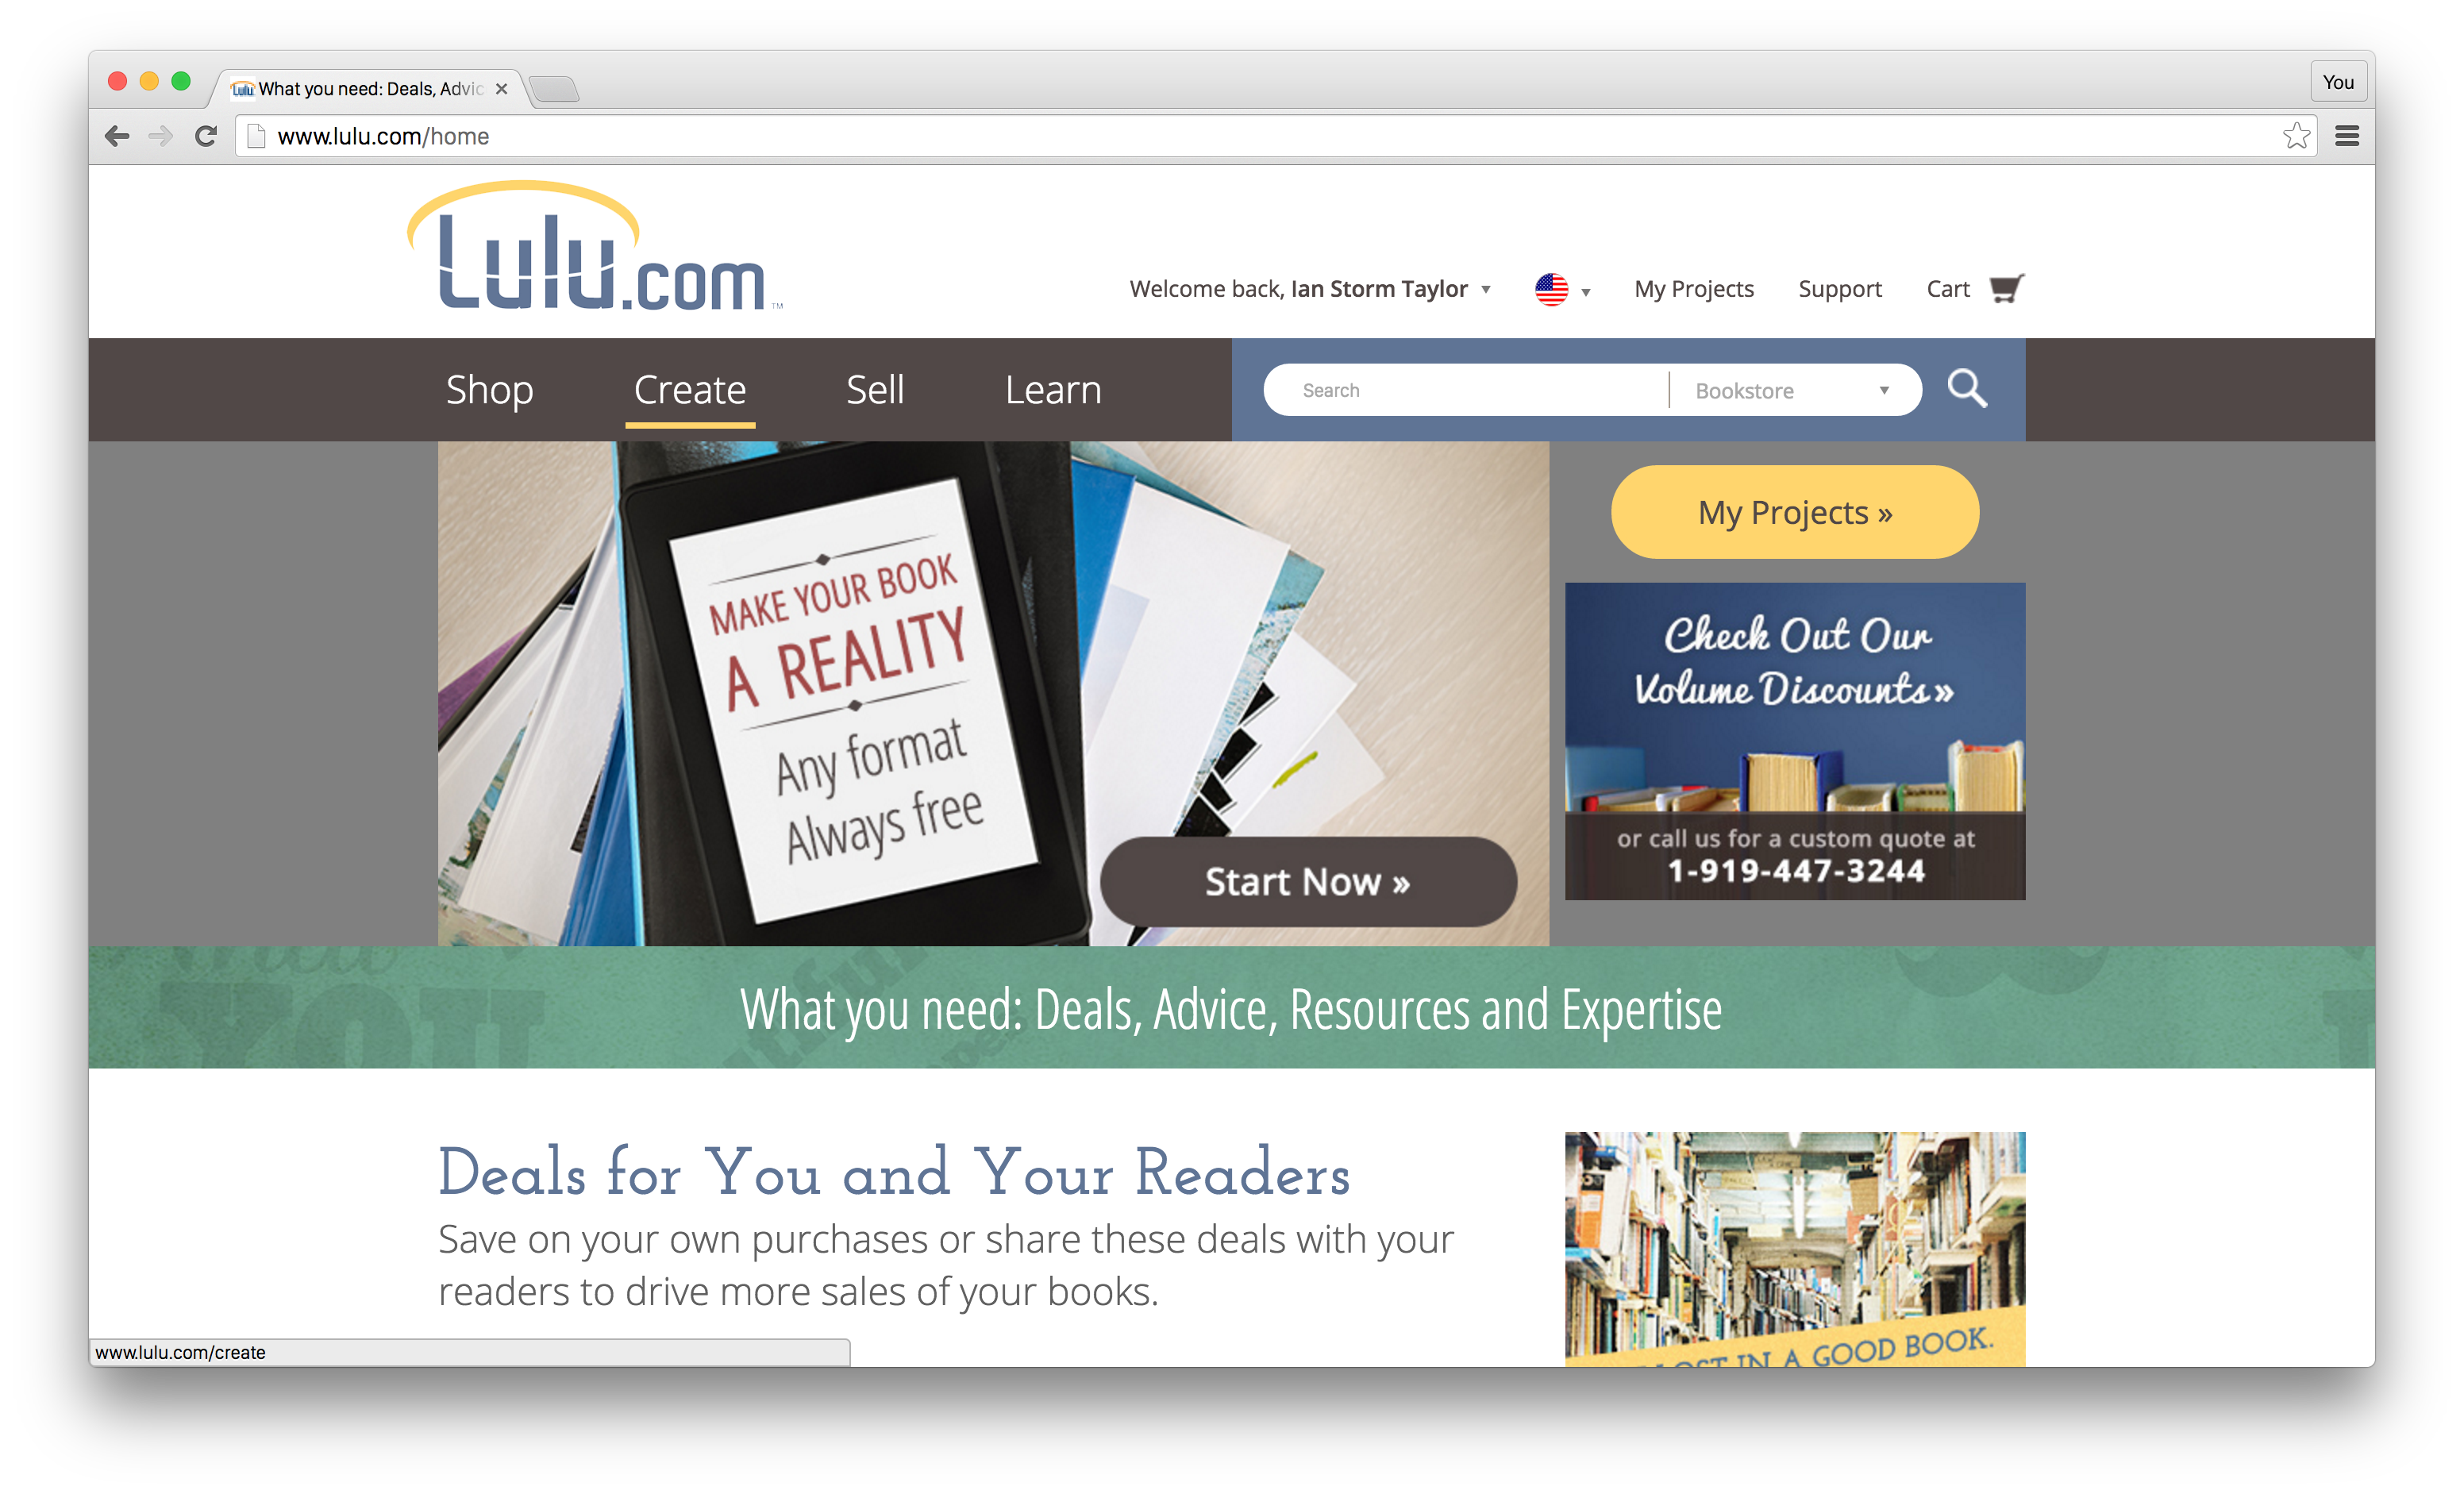 Lulu What you need: Deals, Advic
You
www.lulu.com/home
Lulu.com™
Welcome back, Ian Storm Taylor
My Projects
Support
Cart
Shop
Create
Sell
Learn
Search
Bookstore
MAKE YOUR BOOK
A REALITY
Any format
Always free
Start Now »
My Projects »
Check Out Our
Volume Discounts »
or call us for a custom quote at
1-919-447-3244
YOU
What you need: Deals, Advice, Resources and Expertise
Deals for You and Your Readers
Save on your own purchases or share these deals with your
readers to drive more sales of your books.
LOST IN A GOOD BOOK.
www.lulu.com/create